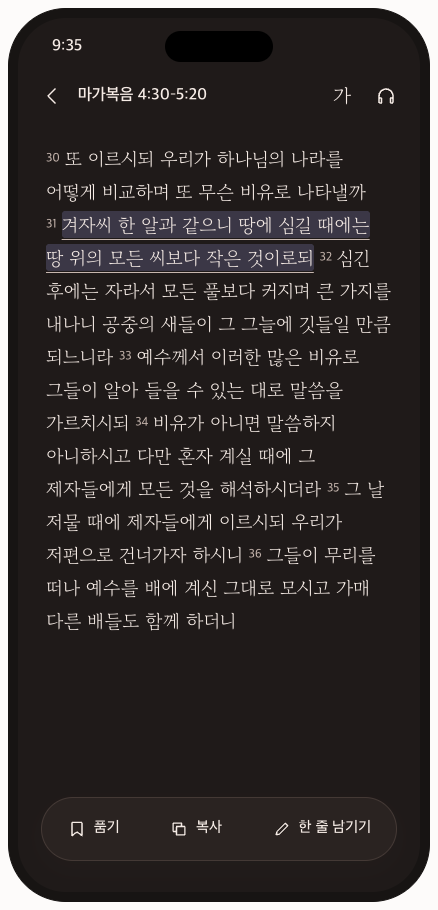 9:35
마가복음 4:30-5:20 가
30 또 이르시되 우리가 하나님의 나라를
어떻게 비교하며 또 무슨 비유로 나타낼까
31 겨자씨 한 알과 같으니 땅에 심길 때에는
땅 위의 모든 씨보다 작은 것이로되 32 심긴
후에는 자라서 모든 풀보다 커지며 큰 가지를
내나니 공중의 새들이 그 그늘에 깃들일 만큼
되느니라 33 예수께서 이러한 많은 비유로
그들이 알아 들을 수 있는 대로 말씀을
가르치시되 34 비유가 아니면 말씀하지
아니하시고 다만 혼자 계실 때에 그
제자들에게 모든 것을 해석하시더라 35 그 날
저물 때에 제자들에게 이르시되 우리가
저편으로 건너가자 하시니 36 그들이 무리를
떠나 예수를 배에 계신 그대로 모시고 가매
다른 배들도 함께 하더니
품기 복사 한 줄 남기기